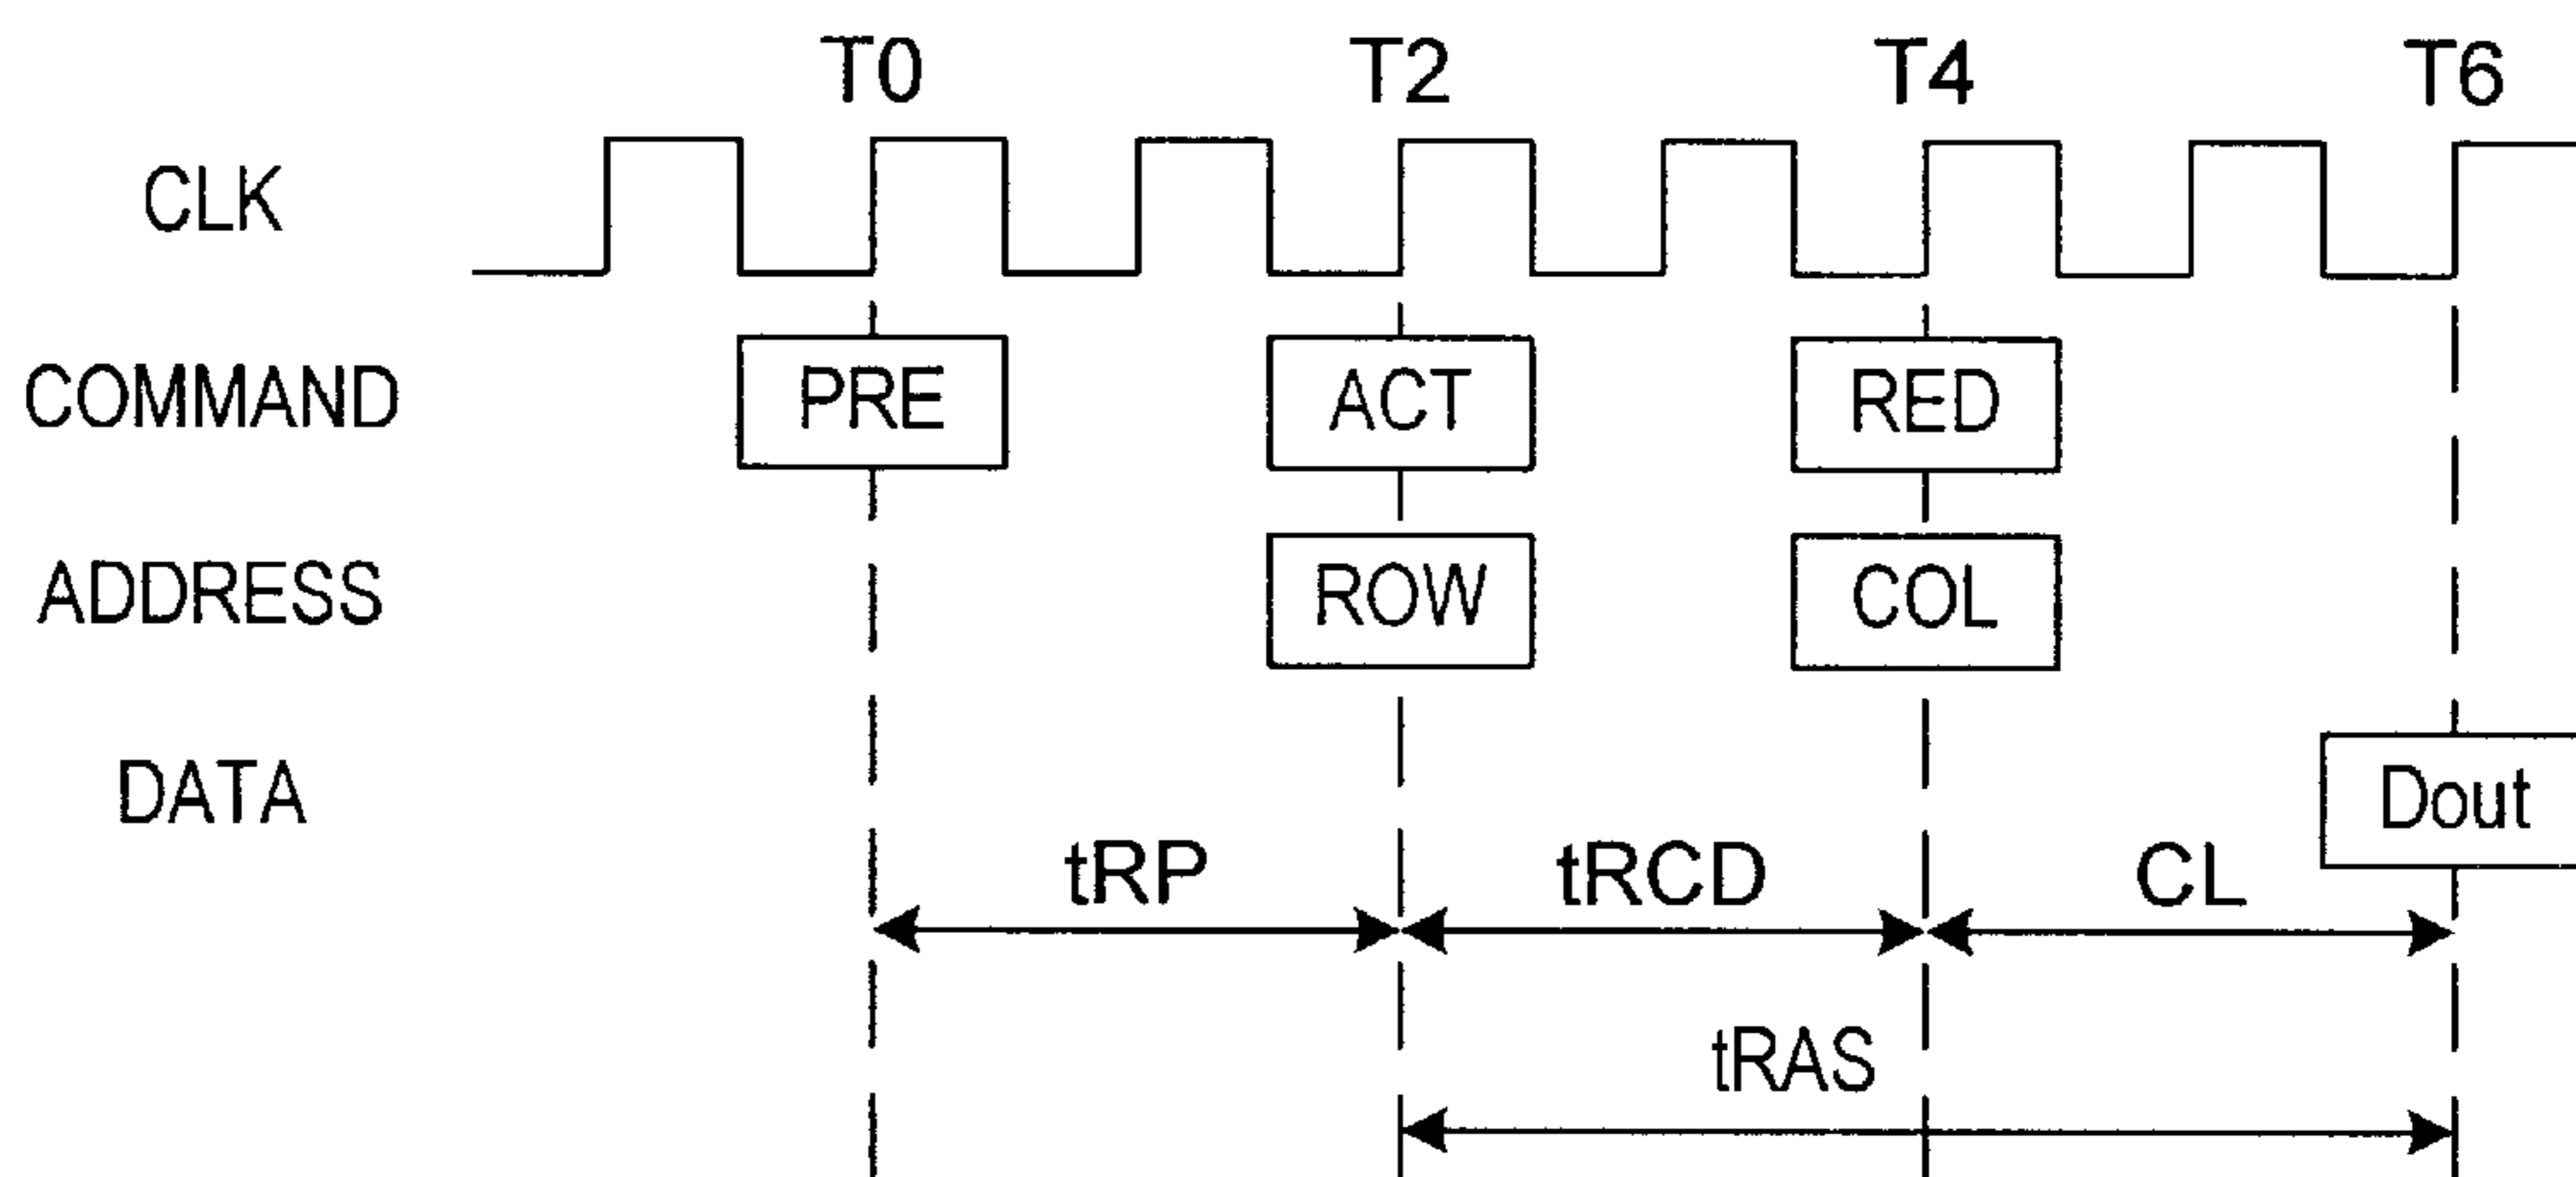 T0 T2 T4 T6
CLK
COMMAND PRE ACT RED
ADDRESS ROW COL
DATA Dout
tRP tRCD CL
tRAS